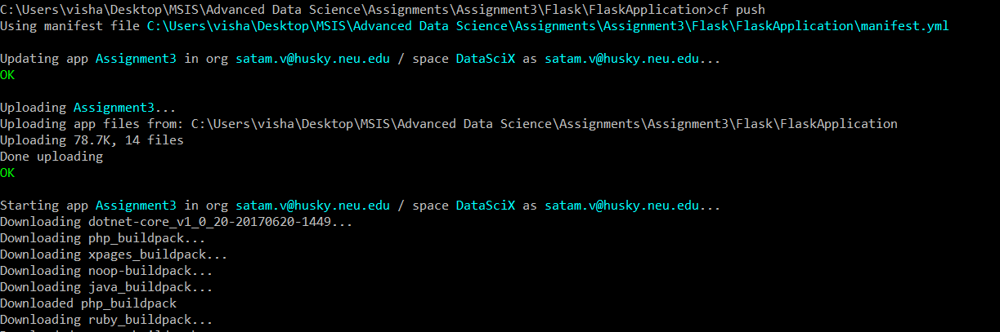 C:\Users\visha\Desktop\MSIS\Advanced Data Science\Assignments\Assignment3\Flask\FlaskApplication>cf push
Using manifest file C:\Users\visha\Desktop\MSIS\Advanced Data Science\Assignments\Assignment3\Flask\FlaskApplication\manifest.yml
Updating app Assignment3 in org satam.v@husky.neu.edu / space DataSciX as satam.v@husky.neu.edu...
OK
Uploading Assignment3...
Uploading app files from: C:\Users\visha\Desktop\MSIS\Advanced Data Science\Assignments\Assignment3\Flask\FlaskApplication
Uploading 78.7K, 14 files
Done uploading
OK
Starting app Assignment3 in org satam.v@husky.neu.edu / space DataSciX as satam.v@husky.neu.edu...
Downloading dotnet-core_v1_0_20-20170620-1449...
Downloading php_buildpack...
Downloading xpages_buildpack...
Downloading noop-buildpack...
Downloading java_buildpack...
Downloaded php_buildpack
Downloading ruby_buildpack...